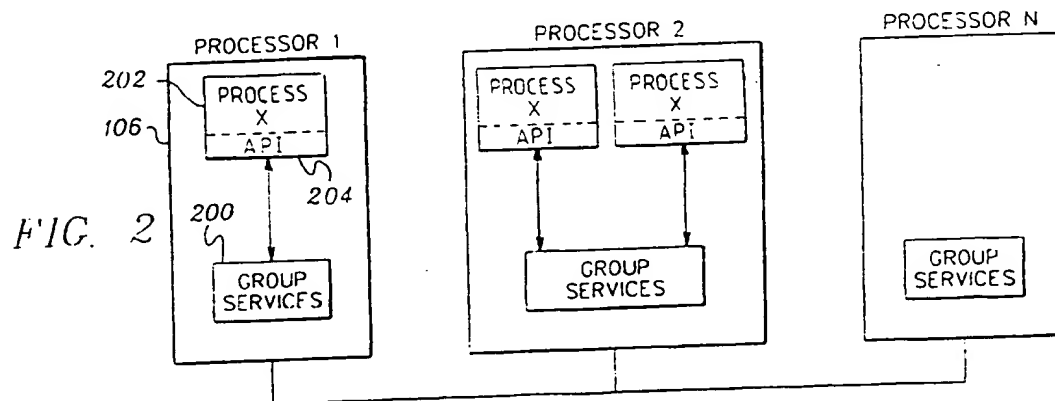 PROCESSOR 1
PROCESSOR 2
PROCESSOR N
202
106
PROCESS
X
API
204
200
GROUP
SERVICES
PROCESS
X
API
PROCESS
X
API
GROUP
SERVICES
GROUP
SERVICES
FIG. 2